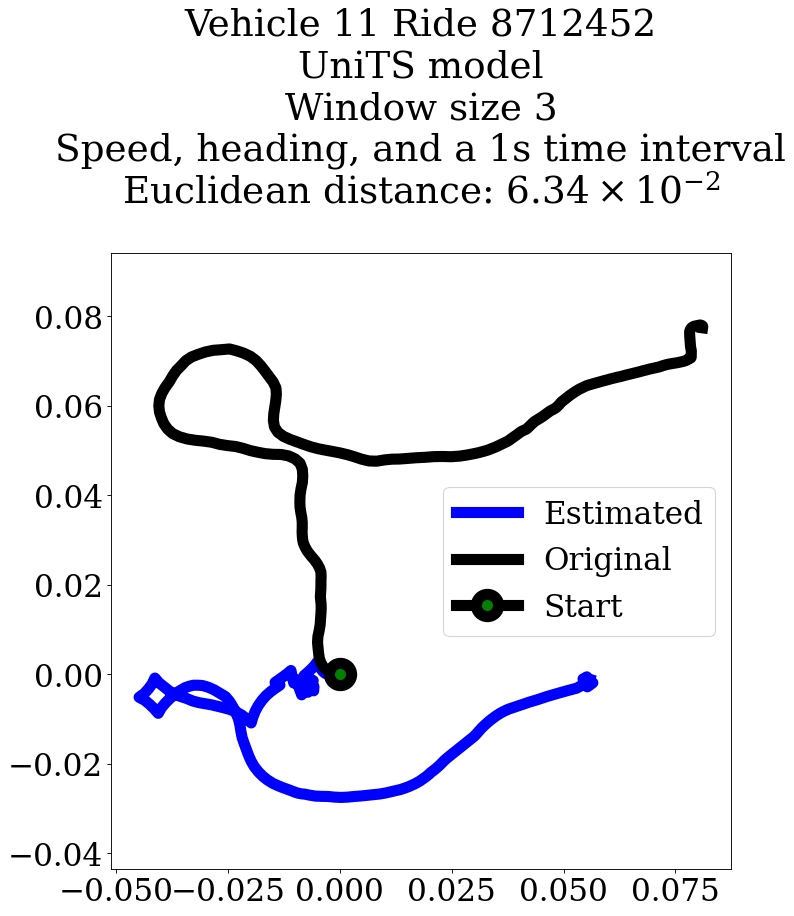 Vehicle 11 Ride 8712452
UniTS model
Window size 3
Speed, heading, and a 1s time interval
Euclidean distance: 6.34 × 10⁻²
0.08
0.06
0.04
Estimated
Original
Start
0.02
0.00
−0.02
−0.04
−0.050 −0.025 0.000 0.025 0.050 0.075